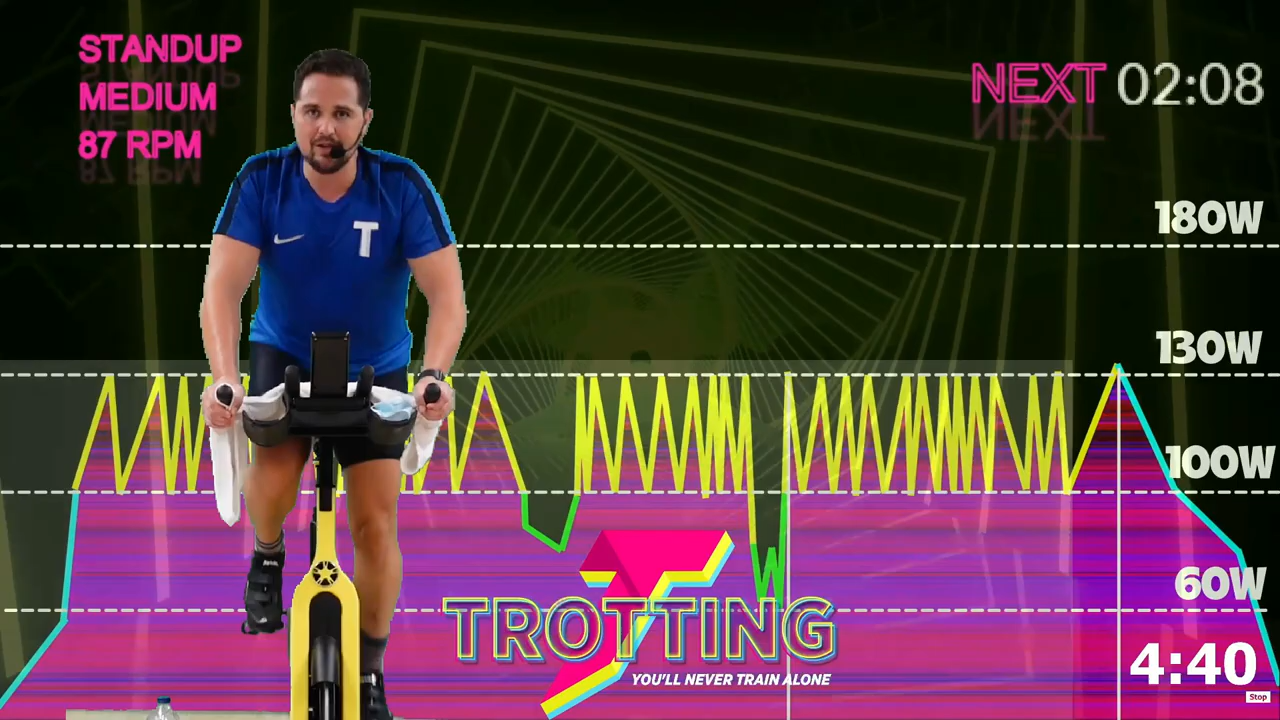 STANDUP
MEDIUM
87 RPM
NEXT 02:08
180W
130W
100W
60W
T
TROTTING
YOU'LL NEVER TRAIN ALONE
4:40
Stop